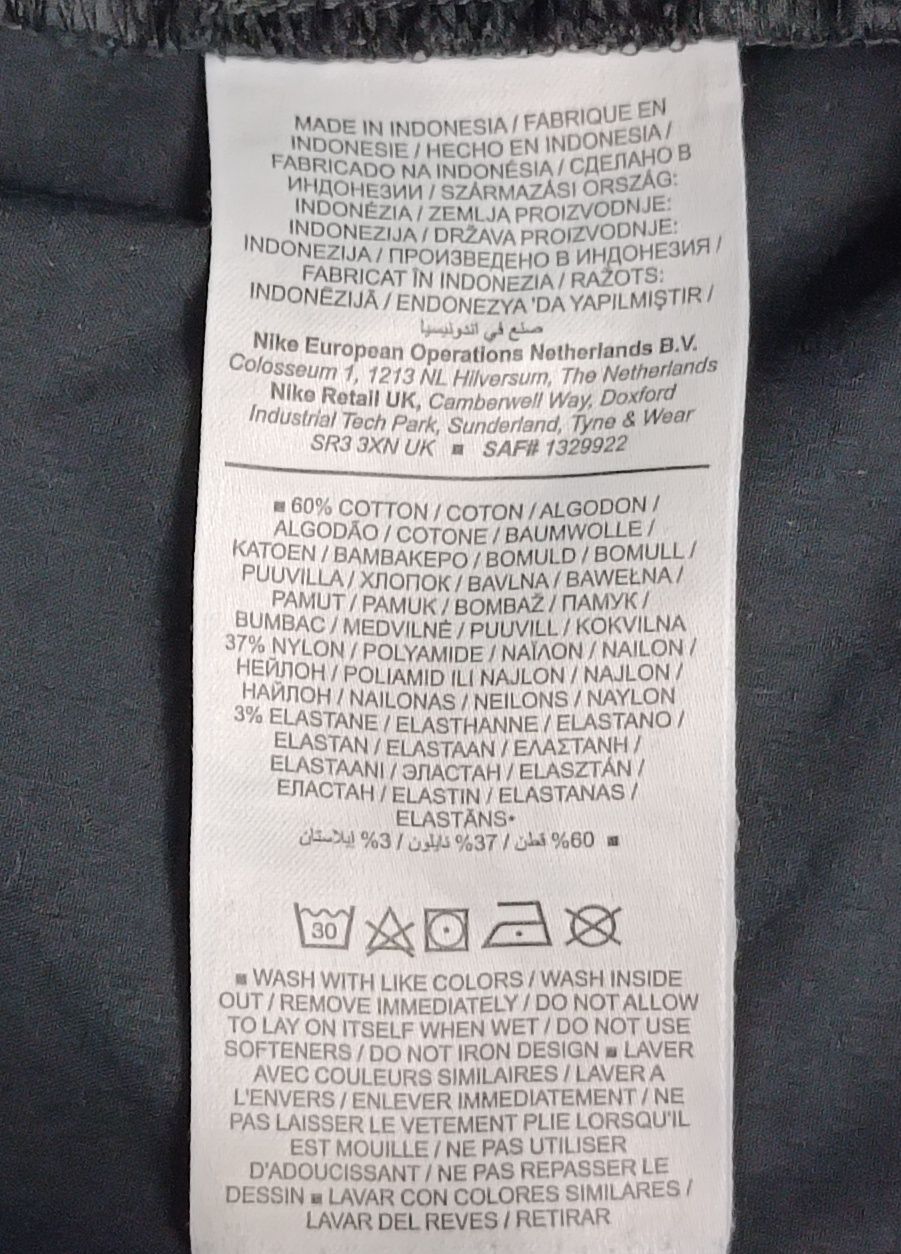 MADE IN INDONESIA / FABRIQUE EN
INDONESIE / HECHO EN INDONESIA /
FABRICADO NA INDONÉSIA / СДЕЛАНО В
ИНДОНЕЗИИ / SZÁRMAZÁSI ORSZÁG:
INDONÉZIA / ZEMLJA PROIZVODNJE:
INDONEZIJA / DRŽAVA PROIZVODNJE:
INDONEZIJA / ПРОИЗВЕДЕНО В ИНДОНЕЗИЯ /
FABRICAT ÎN INDONEZIA / RAŽOTS:
INDONĒZIJĀ / ENDONEZYA 'DA YAPILMIŞTIR /
صنع في اندونيسيا
Nike European Operations Netherlands B.V.
Colosseum 1, 1213 NL Hilversum, The Netherlands
Nike Retail UK, Camberwell Way, Doxford
Industrial Tech Park, Sunderland, Tyne & Wear
SR3 3XN UK ■ SAF# 1329922
■ 60% COTTON / COTON / ALGODON /
ALGODÃO / COTONE / BAUMWOLLE /
KATOEN / ΒΑΜΒΑΚΕΡΟ / BOMULD / BOMULL /
PUUVILLA / ХЛОПОК / BAVLNA / BAWEŁNA /
PAMUT / PAMUK / BOMBAŽ / ПАМУК /
BUMBAC / MEDVILNĖ / PUUVILL / KOKVILNA
37% NYLON / POLYAMIDE / ΝΑΪΛΟΝ / NAILON /
НЕЙЛОН / POLIAMID ILI NAJLON / NAJLON /
НАЙЛОН / NAILONAS / NEILONS / NAYLON
3% ELASTANE / ELASTHANNE / ELASTANO /
ELASTAN / ELASTAAN / ΕΛΑΣΤΑΝΗ /
ELASTAANI / ЭЛАСТАН / ELASZTÁN /
ЕЛАСТАН / ELASTIN / ELASTANAS /
ELASTĀNS•
■ 60% قطن / 37% نايلون / 3% إيلاستان
30
■ WASH WITH LIKE COLORS / WASH INSIDE
OUT / REMOVE IMMEDIATELY / DO NOT ALLOW
TO LAY ON ITSELF WHEN WET / DO NOT USE
SOFTENERS / DO NOT IRON DESIGN ■ LAVER
AVEC COULEURS SIMILAIRES / LAVER A
L'ENVERS / ENLEVER IMMEDIATEMENT / NE
PAS LAISSER LE VETEMENT PLIE LORSQU'IL
EST MOUILLE / NE PAS UTILISER
D'ADOUCISSANT / NE PAS REPASSER LE
DESSIN ■ LAVAR CON COLORES SIMILARES /
LAVAR DEL REVES / RETIRAR